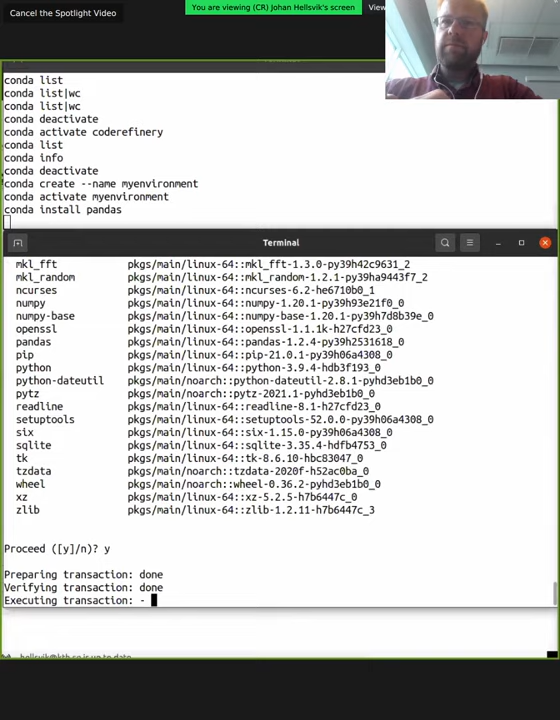 Cancel the Spotlight Video
You are viewing (CR) Johan Hellsvik's screen
View
conda list
conda list|wc
conda list|wc
conda deactivate
conda activate coderefinery
conda list
conda info
conda deactivate
conda create --name myenvironment
conda activate myenvironment
conda install pandas
Terminal
mkl_fft pkgs/main/linux-64::mkl_fft-1.3.0-py39h42c9631_2
mkl_random pkgs/main/linux-64::mkl_random-1.2.1-py39ha9443f7_2
ncurses pkgs/main/linux-64::ncurses-6.2-he6710b0_1
numpy pkgs/main/linux-64::numpy-1.20.1-py39h93e21f0_0
numpy-base pkgs/main/linux-64::numpy-base-1.20.1-py39h7d8b39e_0
openssl pkgs/main/linux-64::openssl-1.1.1k-h27cfd23_0
pandas pkgs/main/linux-64::pandas-1.2.4-py39h2531618_0
pip pkgs/main/linux-64::pip-21.0.1-py39h06a4308_0
python pkgs/main/linux-64::python-3.9.4-hdb3f193_0
python-dateutil pkgs/main/noarch::python-dateutil-2.8.1-pyhd3eb1b0_0
pytz pkgs/main/noarch::pytz-2021.1-pyhd3eb1b0_0
readline pkgs/main/linux-64::readline-8.1-h27cfd23_0
setuptools pkgs/main/linux-64::setuptools-52.0.0-py39h06a4308_0
six pkgs/main/linux-64::six-1.15.0-py39h06a4308_0
sqlite pkgs/main/linux-64::sqlite-3.35.4-hdfb4753_0
tk pkgs/main/linux-64::tk-8.6.10-hbc83047_0
tzdata pkgs/main/noarch::tzdata-2020f-h52ac0ba_0
wheel pkgs/main/noarch::wheel-0.36.2-pyhd3eb1b0_0
xz pkgs/main/linux-64::xz-5.2.5-h7b6447c_0
zlib pkgs/main/linux-64::zlib-1.2.11-h7b6447c_3
Proceed ([y]/n)? y
Preparing transaction: done
Verifying transaction: done
Executing transaction: -
hellsvik@kth.se is up to date